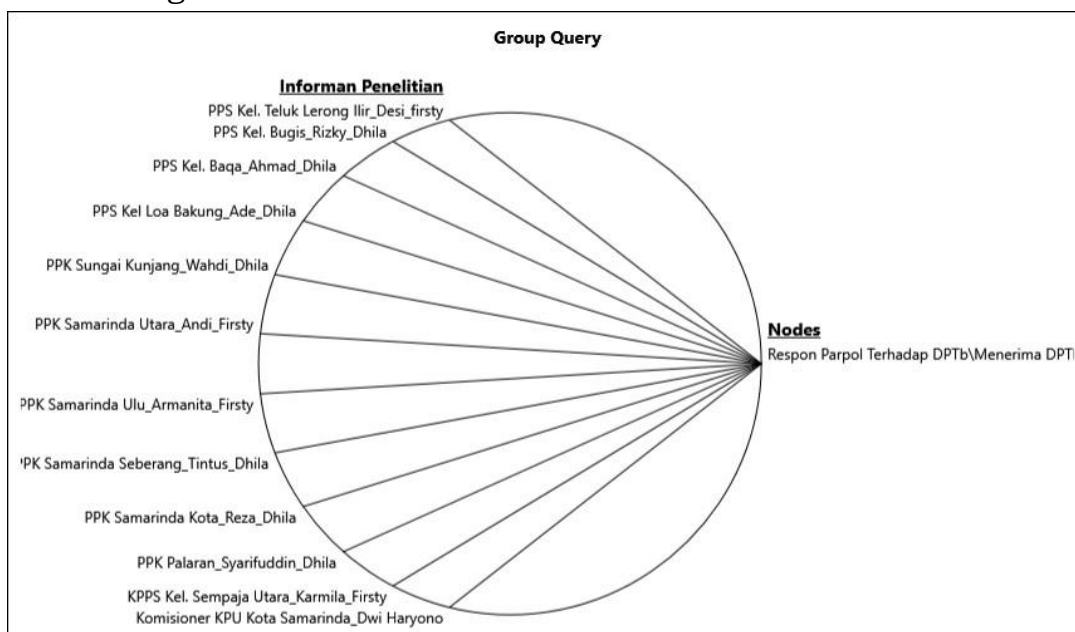 Group Query
Informan Penelitian
PPS Kel. Teluk Lerong Ilir_Desi_firsty
PPS Kel. Bugis_Rizky_Dhila
PPS Kel. Baqa_Ahmad_Dhila
PPS Kel Loa Bakung_Ade_Dhila
PPK Sungai Kunjang_Wahdi_Dhila
PPK Samarinda Utara_Andi_Firsty
PPK Samarinda Ulu_Armanita_Firsty
PPK Samarinda Seberang_Tintus_Dhila
PPK Samarinda Kota_Reza_Dhila
PPK Palaran_Syarifuddin_Dhila
KPPS Kel. Sempaja Utara_Karmila_Firsty
Komisioner KPU Kota Samarinda_Dwi Haryono
Nodes
Respon Parpol Terhadap DPTb\Menerima DPT